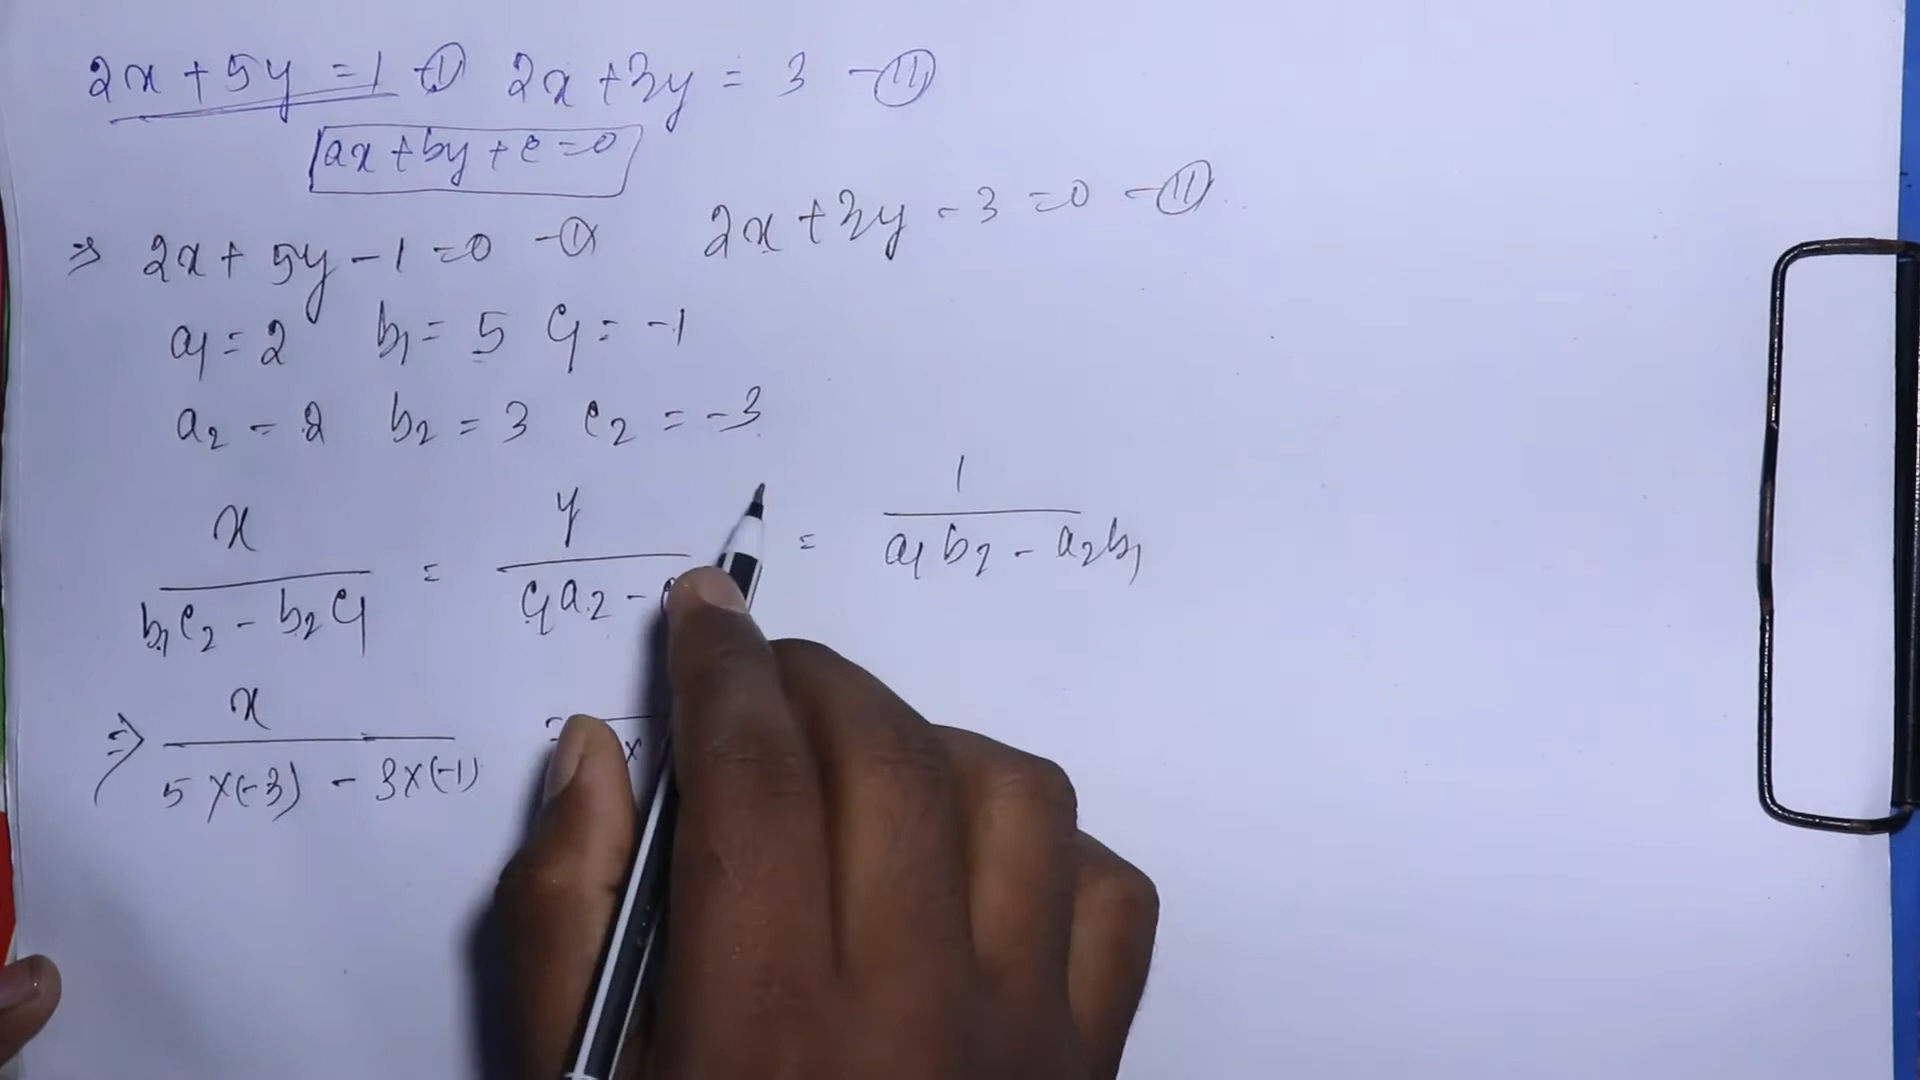 2x + 5y = 1 - (I) 2x + 3y = 3 - (II)
ax + by + c = 0
⇒ 2x + 5y - 1 = 0 - (I) 2x + 3y - 3 = 0 - (II)
a₁ = 2 b₁ = 5 c₁ = -1
a₂ - 2 b₂ = 3 c₂ = -3
x / (b₁c₂ - b₂c₁) = y / (c₁a₂ - = 1 / (a₁b₂ - a₂b₁)
⇒ x / (5 × (-3) - 3 × (-1)) = ×